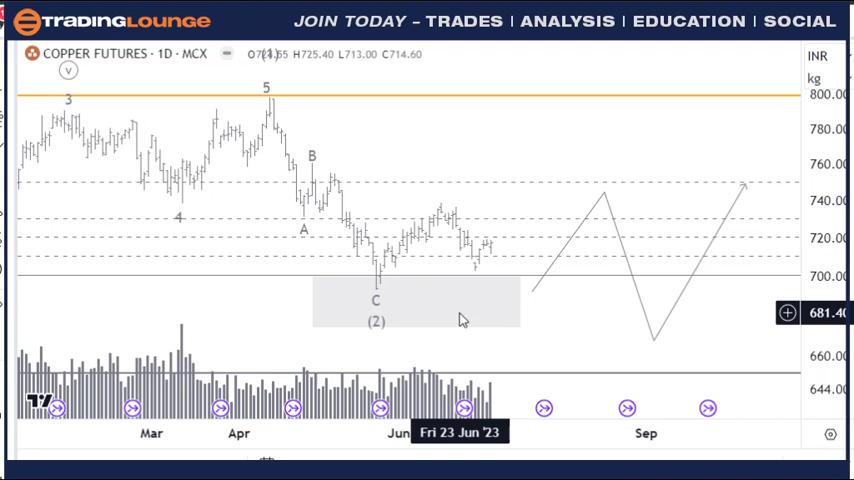 TRADINGLOUNGE
JOIN TODAY - TRADES | ANALYSIS | EDUCATION | SOCIAL
COPPER FUTURES · 1D · MCX
H725.40 L713.00 C714.60
INR
kg
v
3
5
4
B
A
C
(2)
800.00
780.00
760.00
740.00
720.00
700.00
681.40
660.00
644.00
Mar
Apr
Jun
Fri 23 Jun '23
Sep